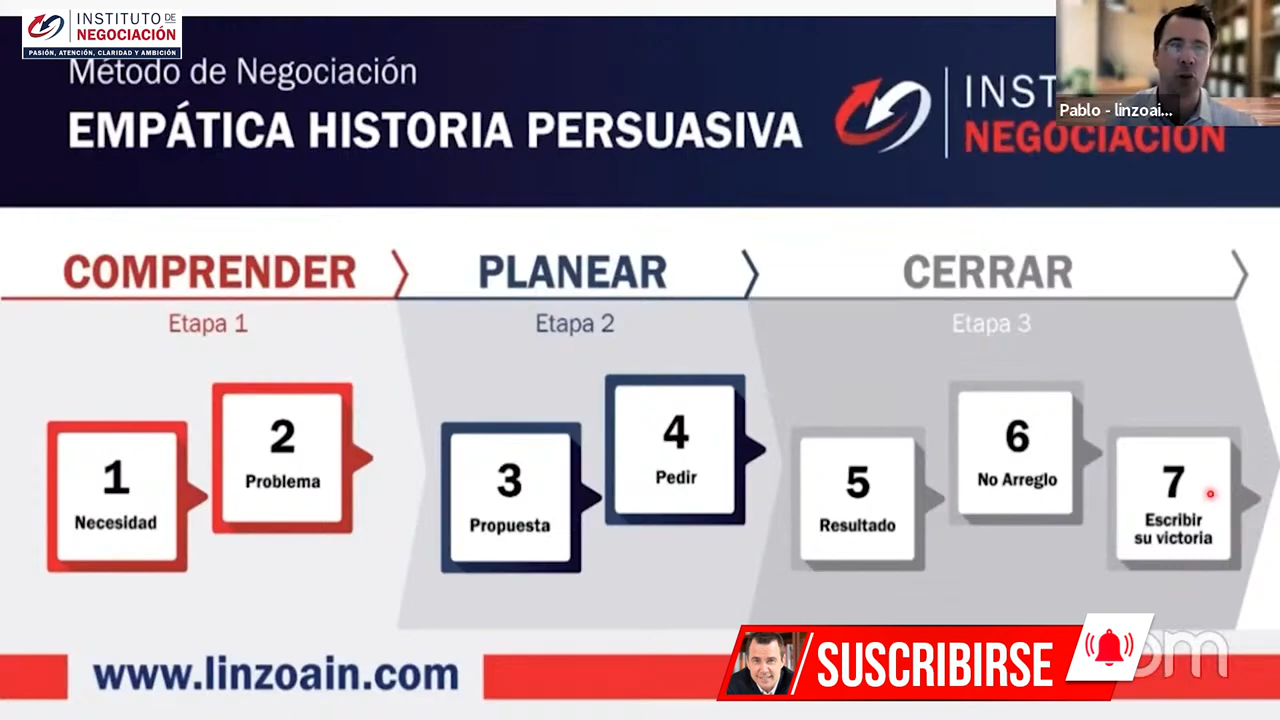 INSTITUTO DE
NEGOCIACIÓN
PASIÓN, ATENCIÓN, CLARIDAD Y AMBICIÓN
Método de Negociación
EMPÁTICA HISTORIA PERSUASIVA
INST
NEGOCIACIÓN
Pablo - linzoai...
COMPRENDER
PLANEAR
CERRAR
Etapa 1
Etapa 2
Etapa 3
1
Necesidad
2
Problema
3
Propuesta
4
Pedir
5
Resultado
6
No Arreglo
7
Escribir
su victoria
www.linzoain.com
SUSCRIBIRSE
om